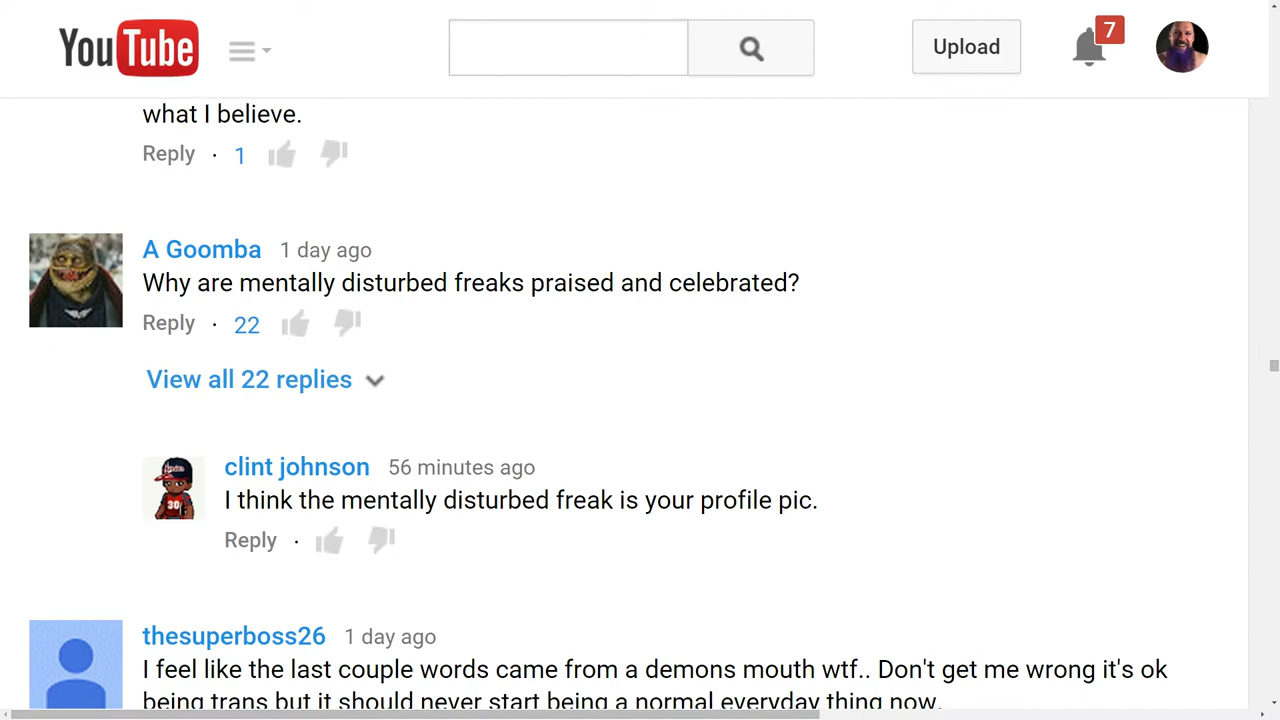 YouTube
Upload
7
what I believe.
Reply · 1
A Goomba 1 day ago
Why are mentally disturbed freaks praised and celebrated?
Reply · 22
View all 22 replies
clint johnson 56 minutes ago
I think the mentally disturbed freak is your profile pic.
Reply ·
thesuperboss26 1 day ago
I feel like the last couple words came from a demons mouth wtf.. Don't get me wrong it's ok
being trans but it should never start being a normal everyday thing now.